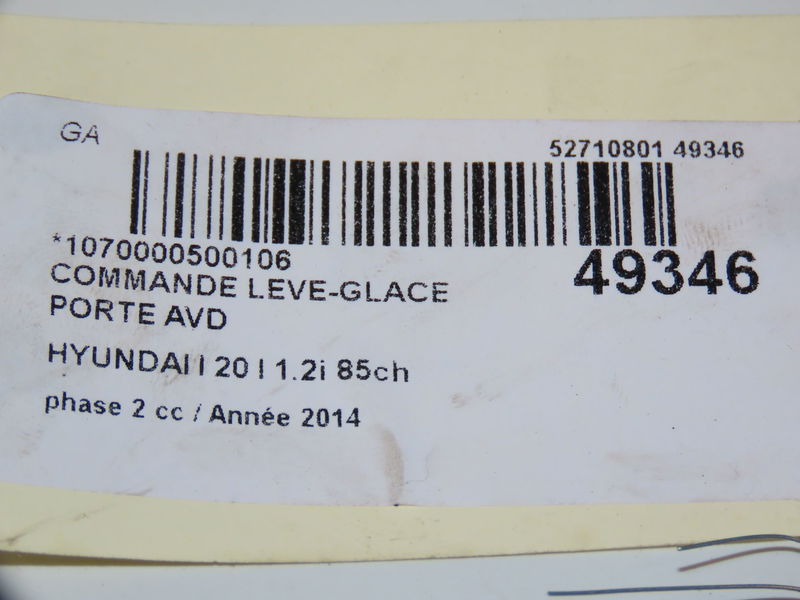 GA
52710801 49346
*1070000500106
49346
COMMANDE LEVE-GLACE
PORTE AVD
HYUNDAI I 20 I 1.2i 85ch
phase 2 cc / Année 2014